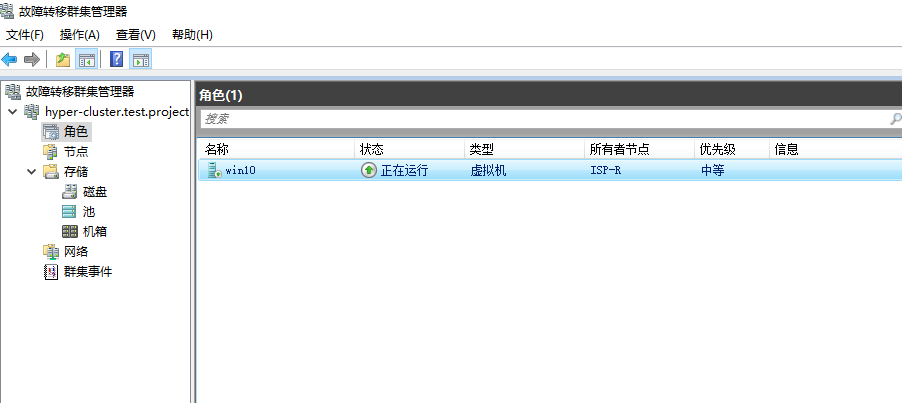 故障转移群集管理器
文件(F) 操作(A) 查看(V) 帮助(H)
故障转移群集管理器
hyper-cluster.test.project
角色
节点
存储
磁盘
池
机箱
网络
群集事件
角色(1)
搜索
名称 状态 类型 所有者节点 优先级 信息
win10 正在运行 虚拟机 ISP-R 中等